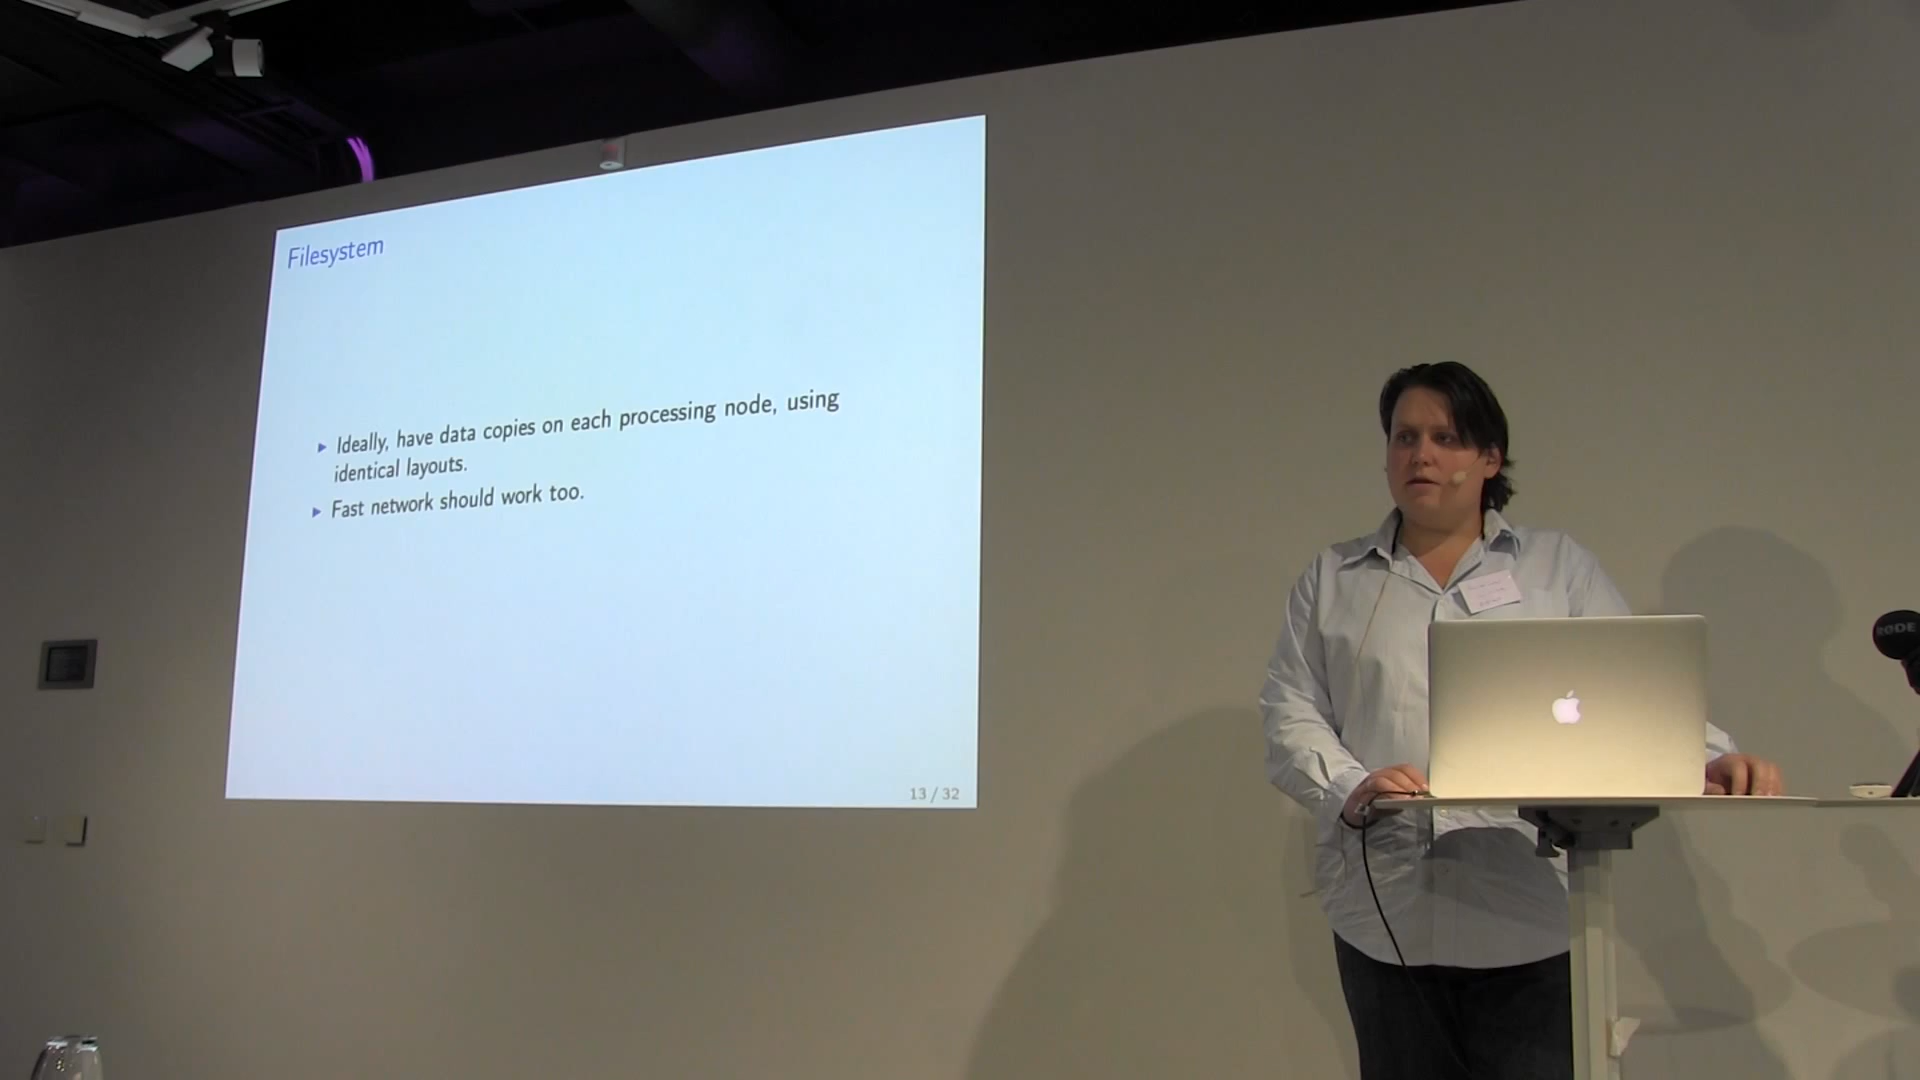 Filesystem
▸ Ideally, have data copies on each processing node, using
identical layouts.
▸ Fast network should work too.
13 / 32
RØDE